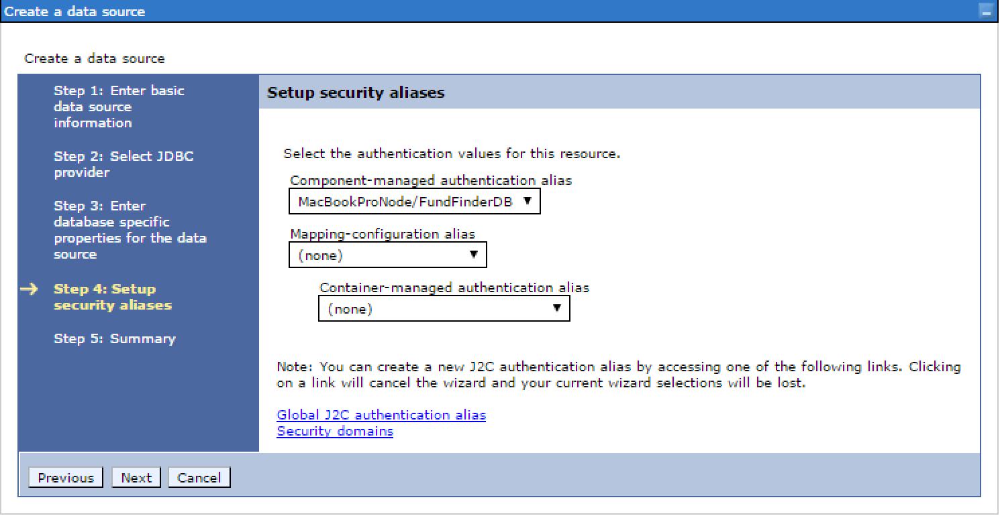 Create a data source
Create a data source
Step 1: Enter basic
data source
information
Step 2: Select JDBC
provider
Step 3: Enter
database specific
properties for the data
source
Step 4: Setup
security aliases
Step 5: Summary
Setup security aliases
Select the authentication values for this resource.
Component-managed authentication alias
MacBookProNode/FundFinderDB
Mapping-configuration alias
(none)
Container-managed authentication alias
(none)
Note: You can create a new J2C authentication alias by accessing one of the following links. Clicking
on a link will cancel the wizard and your current wizard selections will be lost.
Global J2C authentication alias
Security domains
Previous Next Cancel